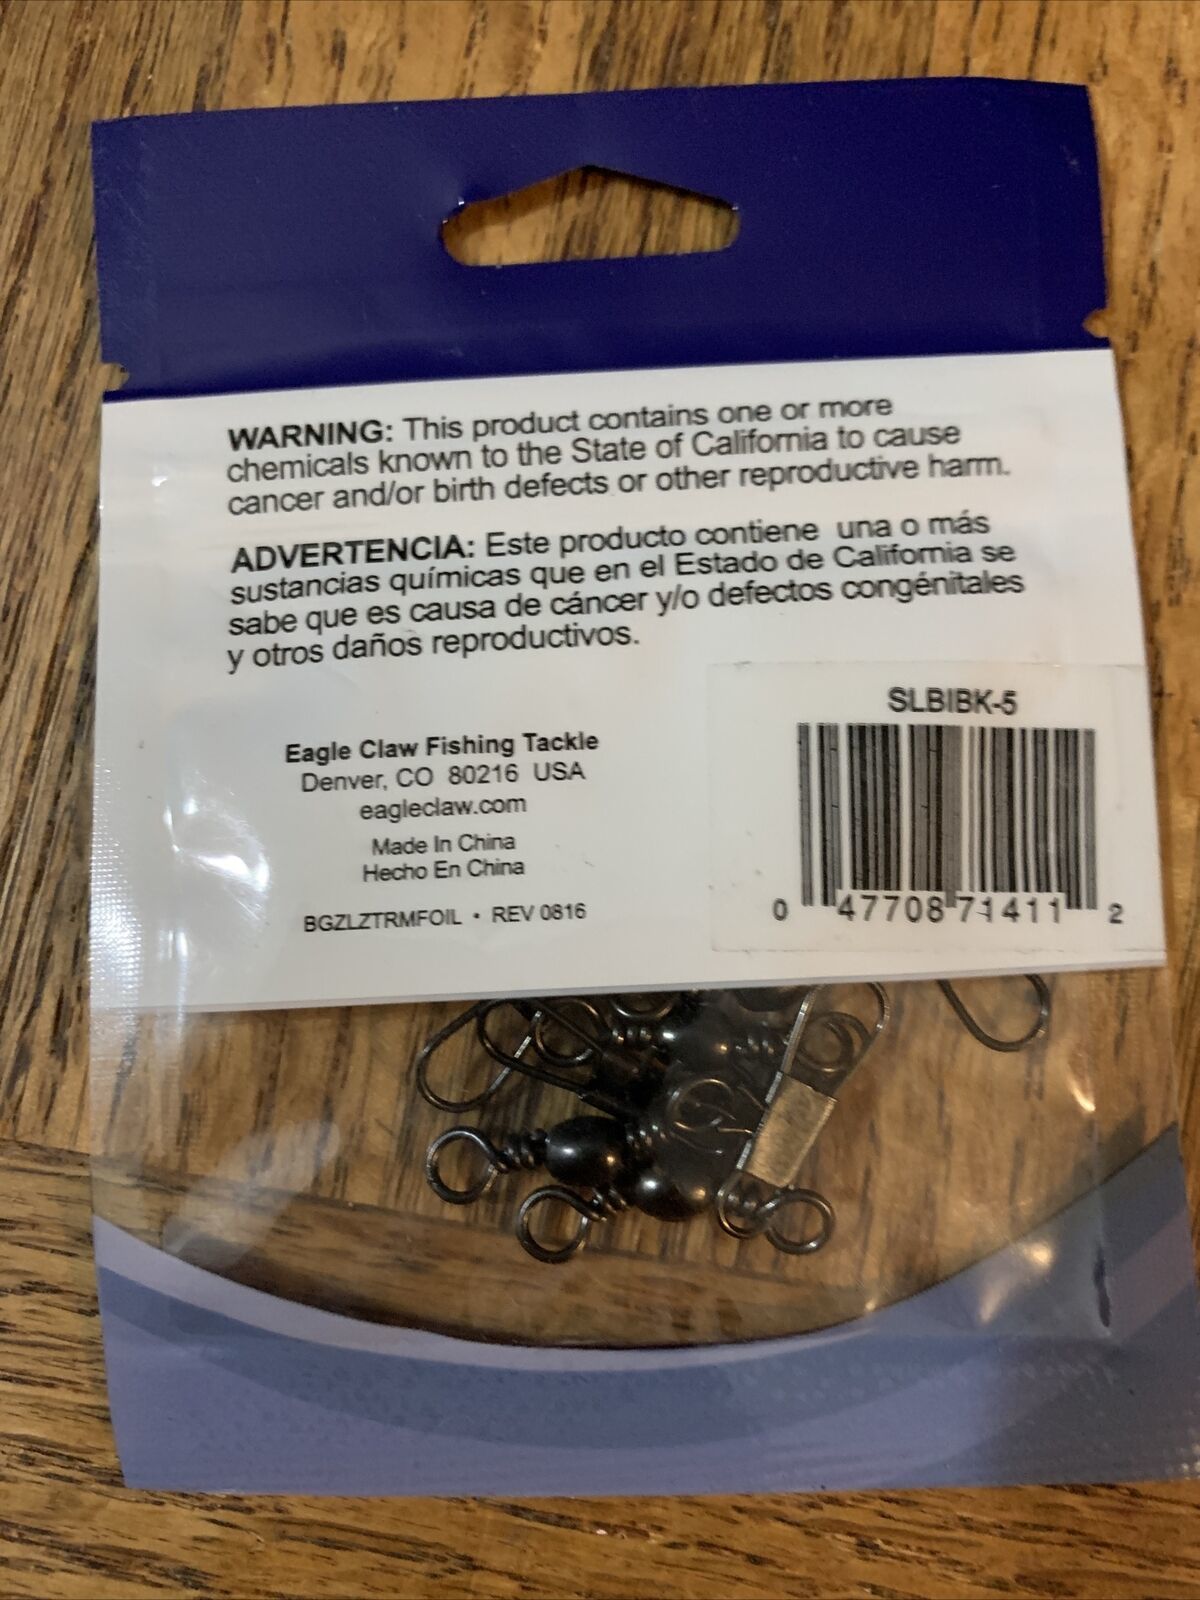 WARNING: This product contains one or more
chemicals known to the State of California to cause
cancer and/or birth defects or other reproductive harm.
ADVERTENCIA: Este producto contiene una o más
sustancias químicas que en el Estado de California se
sabe que es causa de cáncer y/o defectos congénitales
y otros daños reproductivos.
Eagle Claw Fishing Tackle
Denver, CO 80216 USA
eagleclaw.com
Made In China
Hecho En China
BGZLZTRMFOIL • REV 0816
SLBIBK-5
0 47708 71411 2